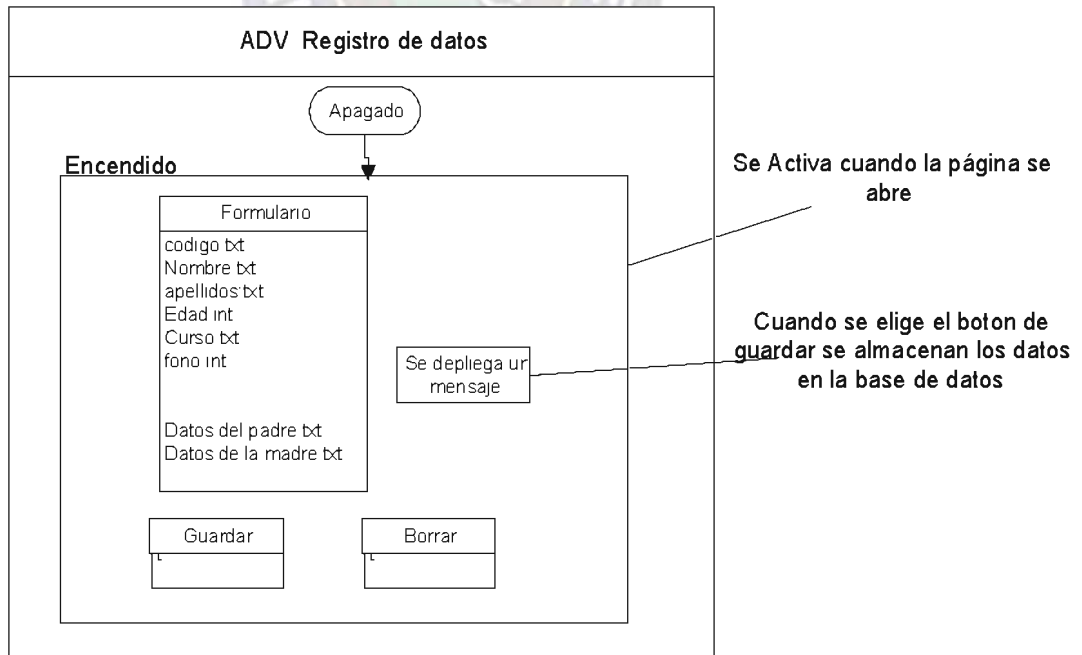 ADV Registro de datos
Apagado
Encendido
Formulario
codigo txt
Nombre txt
apellidos:txt
Edad int
Curso txt
fono int
Datos del padre txt
Datos de la madre txt
Se depliega un
mensaje
Guardar
Borrar
Se Activa cuando la página se
abre
Cuando se elige el boton de
guardar se almacenan los datos
en la base de datos